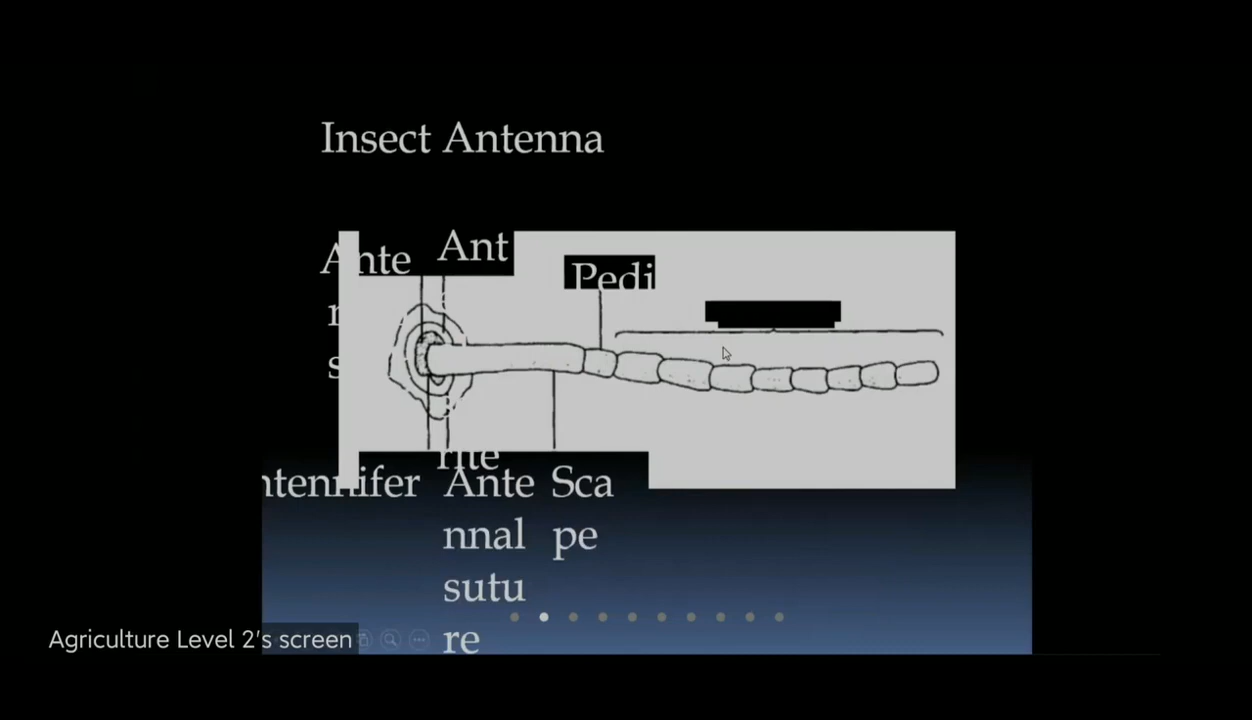 Insect Antenna
Ante
Ant
Pedi
rite
ntennifer
Ante
nnal
sutu
re
Sca
pe
Agriculture Level 2's screen